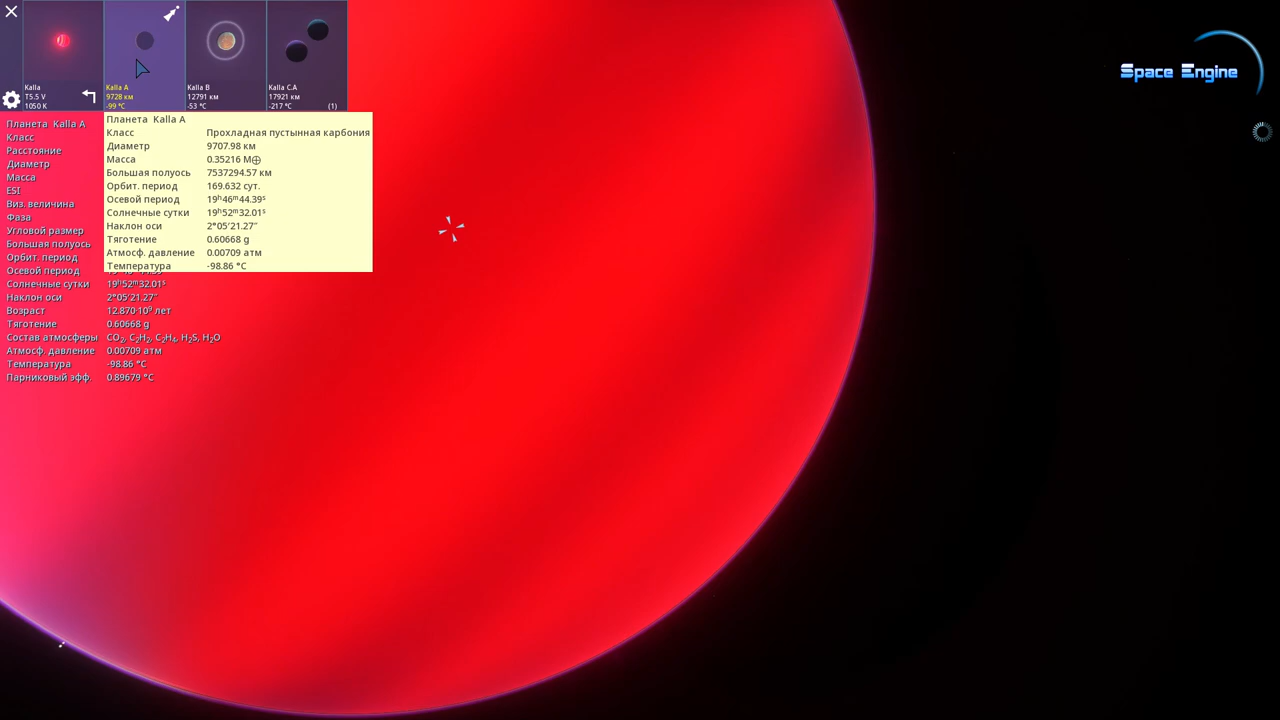 Kalla
T5.5 V
1050 K
Kalla A
9728 км
-99 °C
Kalla B
12791 км
-53 °C
Kalla C.A
17921 км
-217 °C (1)
Space Engine
Планета Kalla A
Класс
Расстояние
Диаметр
Масса
ESI
Виз. величина
Фаза
Угловой размер
Большая полуось
Орбит. период
Осевой период
Солнечные сутки 19ʰ52ᵐ32.01ˢ
Наклон оси 2°05′21.27″
Возраст 12.870·10⁹ лет
Тяготение 0.60668 g
Состав атмосферы CO₂, C₂H₂, C₂H₄, H₂S, H₂O
Атмосф. давление 0.00709 атм
Температура -98.86 °C
Парниковый эфф. 0.89679 °C
Планета Kalla A
Класс Прохладная пустынная карбония
Диаметр 9707.98 км
Масса 0.35216 M⊕
Большая полуось 7537294.57 км
Орбит. период 169.632 сут.
Осевой период 19ʰ46ᵐ44.39ˢ
Солнечные сутки 19ʰ52ᵐ32.01ˢ
Наклон оси 2°05′21.27″
Тяготение 0.60668 g
Атмосф. давление 0.00709 атм
Температура -98.86 °C